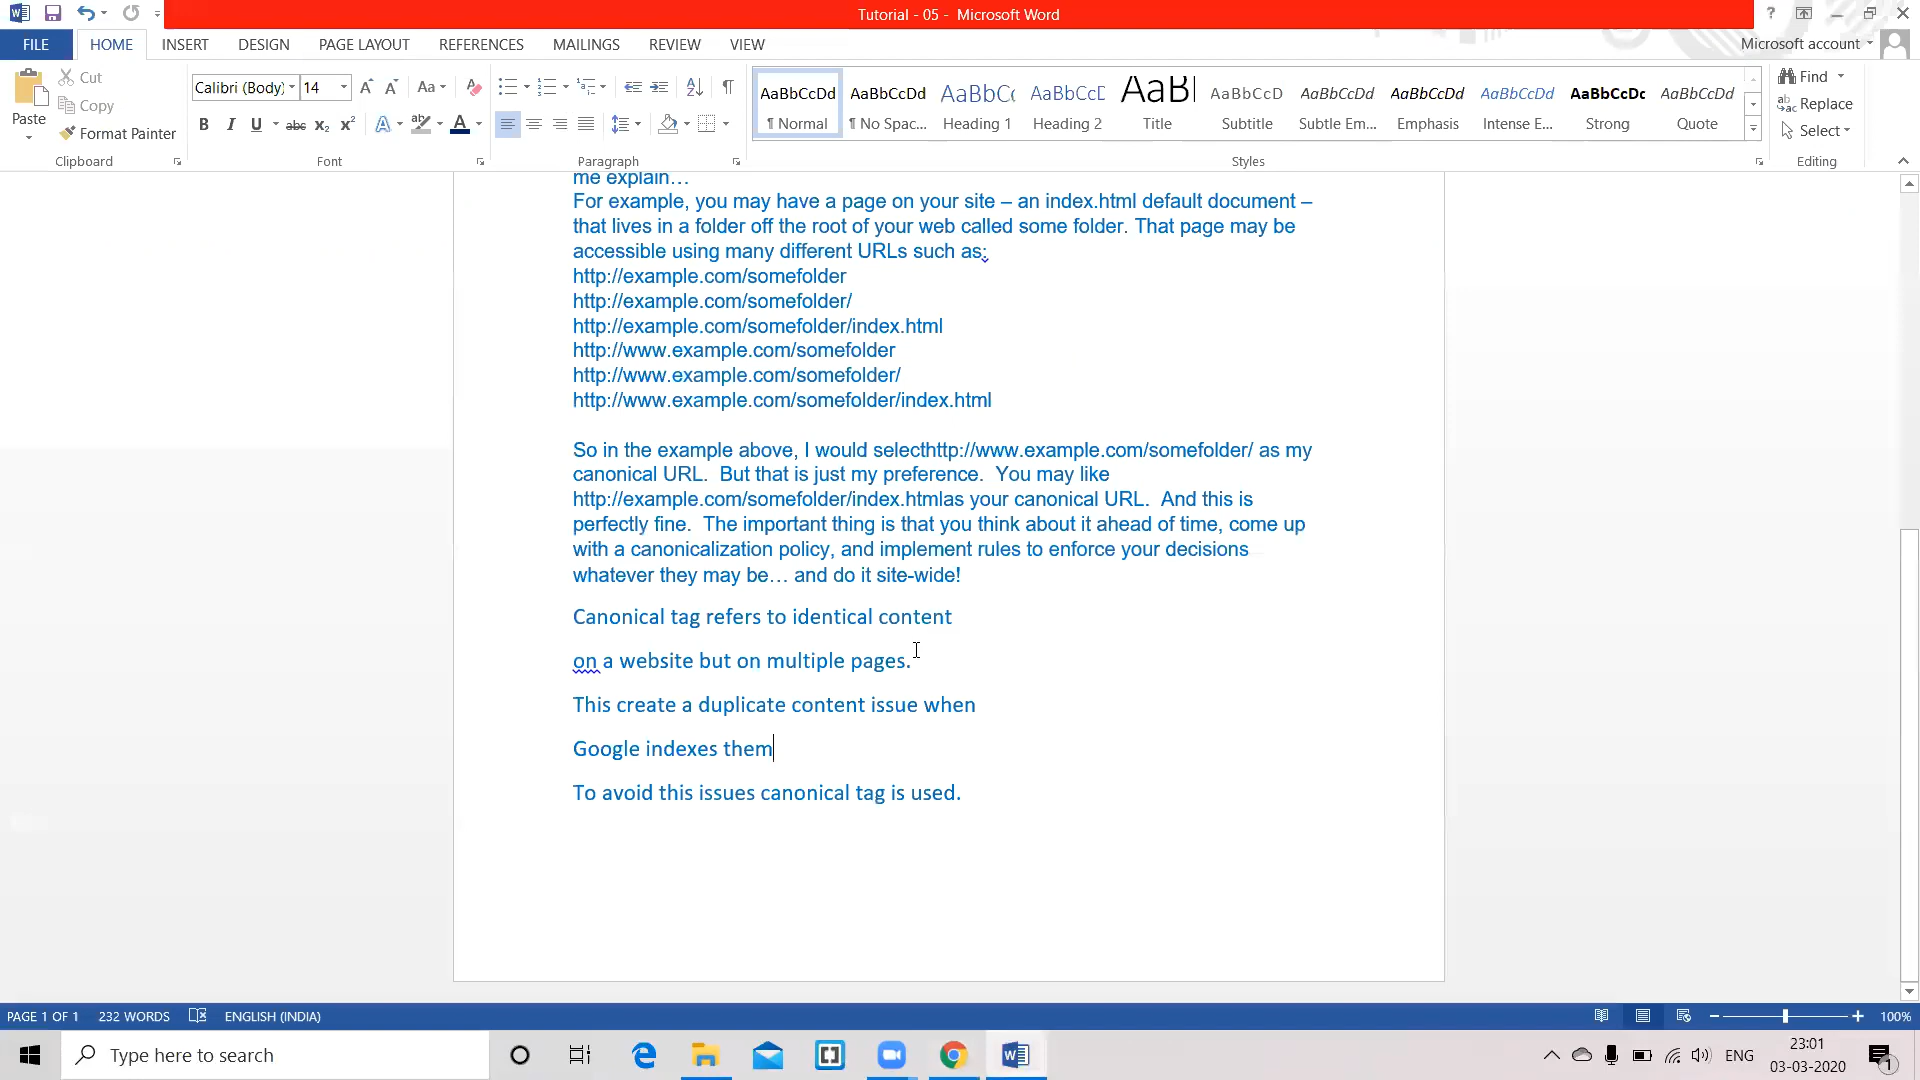 Tutorial - 05 - Microsoft Word
?
FILE HOME INSERT DESIGN PAGE LAYOUT REFERENCES MAILINGS REVIEW VIEW Microsoft account
Paste
Cut
Copy
Format Painter
Clipboard
Calibri (Body) 14
Aa
B I U abc X2 X2 A A
Font
Paragraph
AaBbCcDd ¶ Normal
AaBbCcDd ¶ No Spac...
AaBbC( Heading 1
AaBbCcE Heading 2
AaBl Title
AaBbCcD Subtitle
AaBbCcDd Subtle Em...
AaBbCcDd Emphasis
AaBbCcDd Intense E...
AaBbCcDc Strong
AaBbCcDd Quote
Styles
Find
Replace
Select
Editing
me explain…
For example, you may have a page on your site – an index.html default document –
that lives in a folder off the root of your web called some folder. That page may be
accessible using many different URLs such as:
http://example.com/somefolder
http://example.com/somefolder/
http://example.com/somefolder/index.html
http://www.example.com/somefolder
http://www.example.com/somefolder/
http://www.example.com/somefolder/index.html
So in the example above, I would selecthttp://www.example.com/somefolder/ as my
canonical URL.  But that is just my preference.  You may like
http://example.com/somefolder/index.htmlas your canonical URL.  And this is
perfectly fine.  The important thing is that you think about it ahead of time, come up
with a canonicalization policy, and implement rules to enforce your decisions
whatever they may be… and do it site-wide!
Canonical tag refers to identical content
on a website but on multiple pages.
This create a duplicate content issue when
Google indexes them
To avoid this issues canonical tag is used.
PAGE 1 OF 1 232 WORDS ENGLISH (INDIA) 100%
Type here to search
ENG
23:01
03-03-2020
1